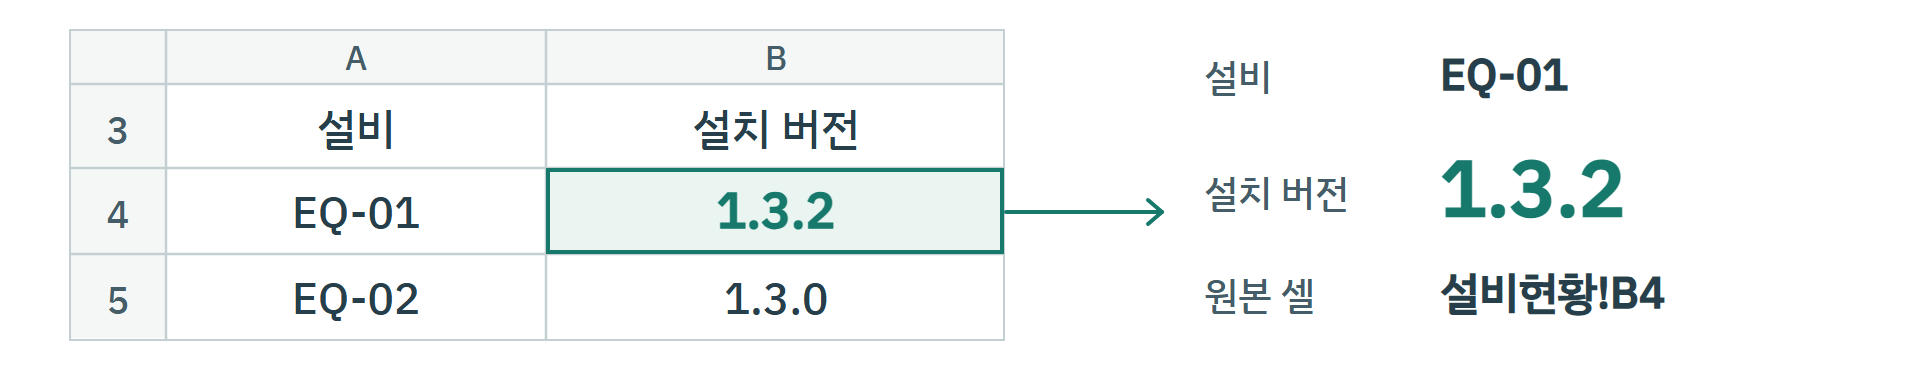 A B
3 설비 설치 버전
4 EQ-01 1.3.2
5 EQ-02 1.3.0
설비 EQ-01
설치 버전 1.3.2
원본 셀 설비현황!B4